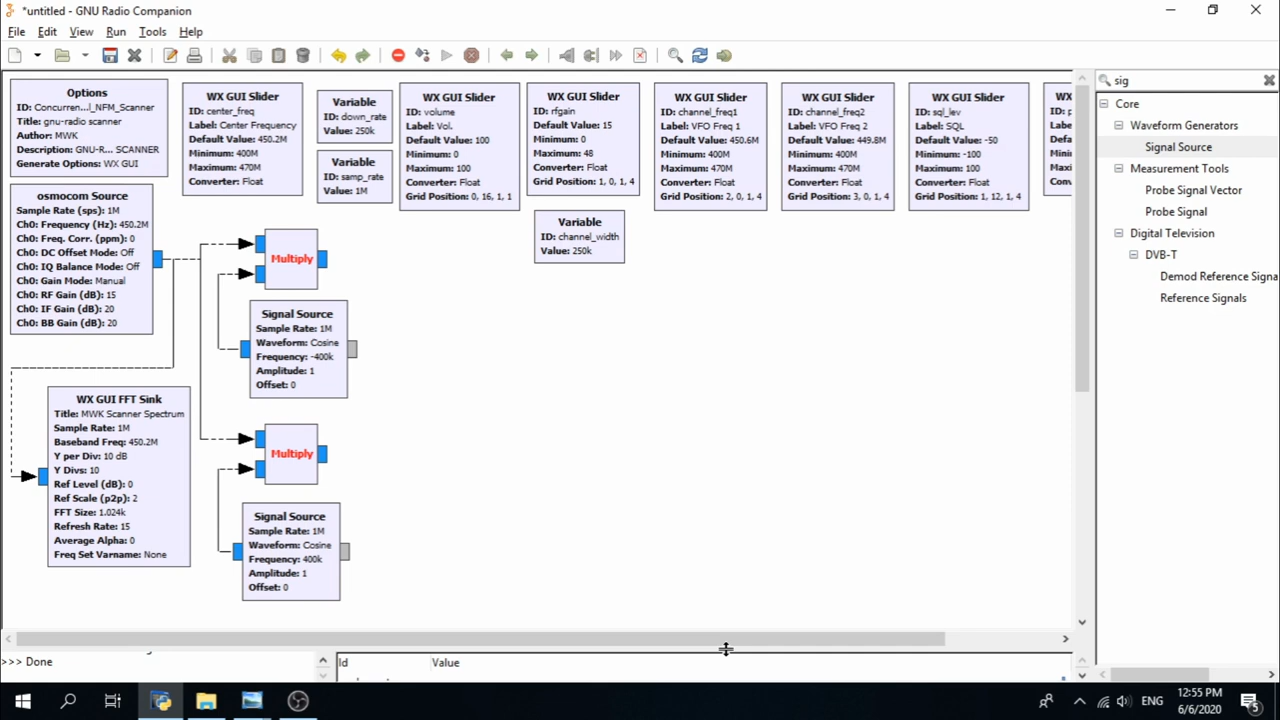 *untitled - GNU Radio Companion
File Edit View Run Tools Help
Options
ID: Concurren...l_NFM_Scanner
Title: gnu-radio scanner
Author: MWK
Description: GNU-R... SCANNER
Generate Options: WX GUI
WX GUI Slider
ID: center_freq
Label: Center Frequency
Default Value: 450.2M
Minimum: 400M
Maximum: 470M
Converter: Float
Variable
ID: down_rate
Value: 250k
Variable
ID: samp_rate
Value: 1M
WX GUI Slider
ID: volume
Label: Vol.
Default Value: 100
Minimum: 0
Maximum: 100
Converter: Float
Grid Position: 0, 16, 1, 1
WX GUI Slider
ID: rfgain
Default Value: 15
Minimum: 0
Maximum: 48
Converter: Float
Grid Position: 1, 0, 1, 4
WX GUI Slider
ID: channel_freq1
Label: VFO Freq 1
Default Value: 450.6M
Minimum: 400M
Maximum: 470M
Converter: Float
Grid Position: 2, 0, 1, 4
WX GUI Slider
ID: channel_freq2
Label: VFO Freq 2
Default Value: 449.8M
Minimum: 400M
Maximum: 470M
Converter: Float
Grid Position: 3, 0, 1, 4
WX GUI Slider
ID: sql_lev
Label: SQL
Default Value: -50
Minimum: -100
Maximum: 100
Converter: Float
Grid Position: 1, 12, 1, 4
Variable
ID: channel_width
Value: 250k
osmocom Source
Sample Rate (sps): 1M
Ch0: Frequency (Hz): 450.2M
Ch0: Freq. Corr. (ppm): 0
Ch0: DC Offset Mode: Off
Ch0: IQ Balance Mode: Off
Ch0: Gain Mode: Manual
Ch0: RF Gain (dB): 15
Ch0: IF Gain (dB): 20
Ch0: BB Gain (dB): 20
Multiply
Signal Source
Sample Rate: 1M
Waveform: Cosine
Frequency: -400k
Amplitude: 1
Offset: 0
WX GUI FFT Sink
Title: MWK Scanner Spectrum
Sample Rate: 1M
Baseband Freq: 450.2M
Y per Div: 10 dB
Y Divs: 10
Ref Level (dB): 0
Ref Scale (p2p): 2
FFT Size: 1.024k
Refresh Rate: 15
Average Alpha: 0
Freq Set Varname: None
Multiply
Signal Source
Sample Rate: 1M
Waveform: Cosine
Frequency: 400k
Amplitude: 1
Offset: 0
sig
Core
Waveform Generators
Signal Source
Measurement Tools
Probe Signal Vector
Probe Signal
Digital Television
DVB-T
Demod Reference Signa
Reference Signals
>>> Done
Id Value
ENG
12:55 PM
6/6/2020
5